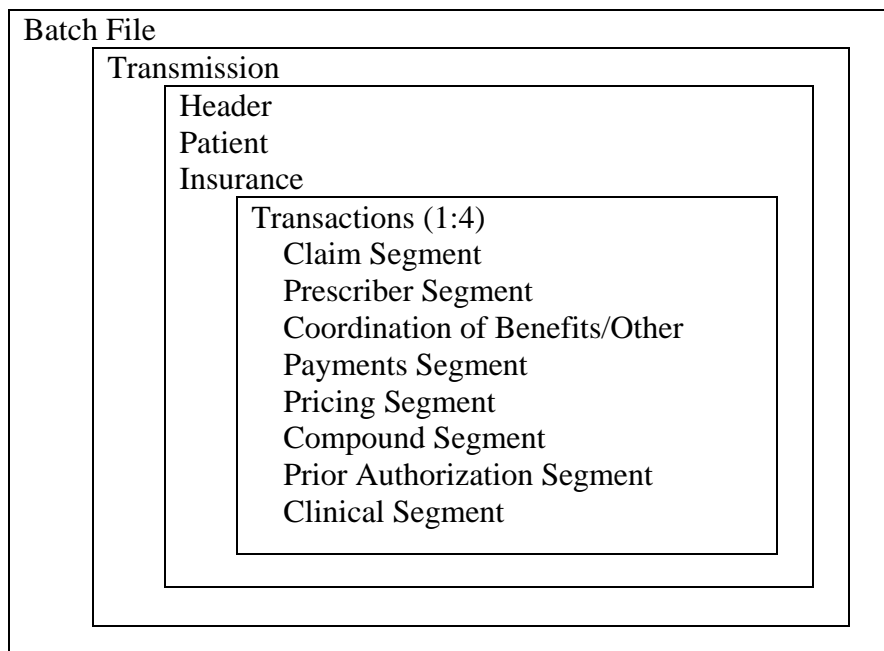 Batch File
Transmission
Header
Patient
Insurance
Transactions (1:4)
Claim Segment
Prescriber Segment
Coordination of Benefits/Other
Payments Segment
Pricing Segment
Compound Segment
Prior Authorization Segment
Clinical Segment